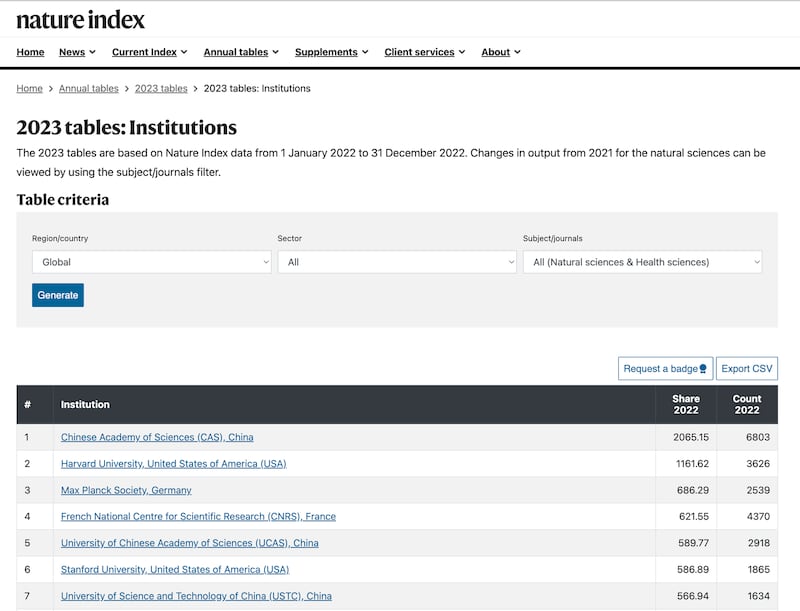 nature index
Home News Current Index Annual tables Supplements Client services About
Home > Annual tables > 2023 tables > 2023 tables: Institutions
2023 tables: Institutions
The 2023 tables are based on Nature Index data from 1 January 2022 to 31 December 2022. Changes in output from 2021 for the natural sciences can be
viewed by using the subject/journals filter.
Table criteria
Region/country Sector Subject/journals
Global All All (Natural sciences & Health sciences)
Generate
Request a badge Export CSV
# Institution Share 2022 Count 2022
1 Chinese Academy of Sciences (CAS), China 2065.15 6803
2 Harvard University, United States of America (USA) 1161.62 3626
3 Max Planck Society, Germany 686.29 2539
4 French National Centre for Scientific Research (CNRS), France 621.55 4370
5 University of Chinese Academy of Sciences (UCAS), China 589.77 2918
6 Stanford University, United States of America (USA) 586.89 1865
7 University of Science and Technology of China (USTC), China 566.94 1634